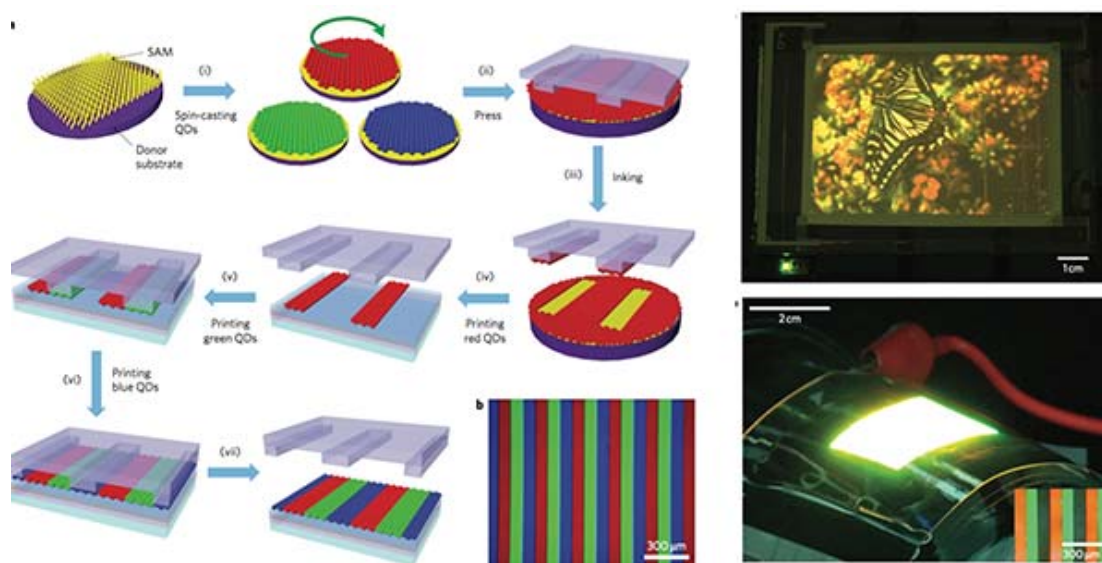 a
SAM
(i)
Spin-casting
QDs
Donor
substrate
(ii)
Press
(iii)
Inking
(iv)
Printing
red QDs
(v)
Printing
green QDs
(vi)
Printing
blue QDs
(vii)
b
300 µm
1cm
2cm
300 µm